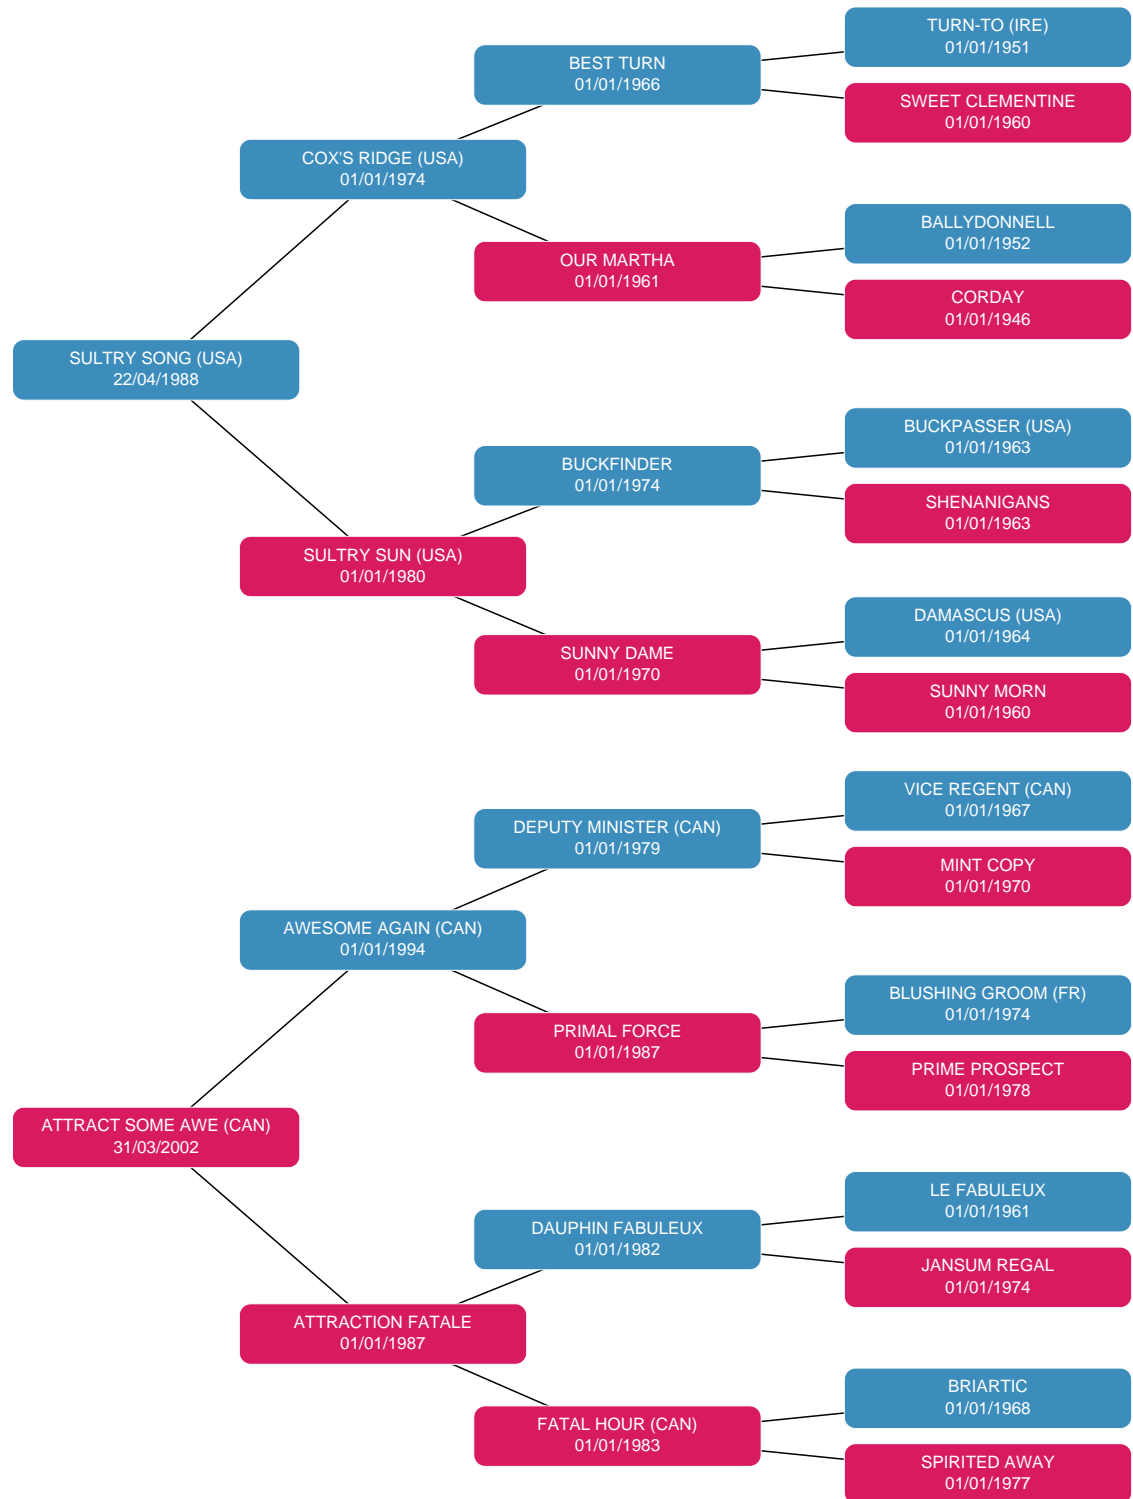 TURN-TO (IRE)
01/01/1951
BEST TURN
01/01/1966
SWEET CLEMENTINE
01/01/1960
COX'S RIDGE (USA)
01/01/1974
BALLYDONNELL
01/01/1952
OUR MARTHA
01/01/1961
CORDAY
01/01/1946
SULTRY SONG (USA)
22/04/1988
BUCKPASSER (USA)
01/01/1963
BUCKFINDER
01/01/1974
SHENANIGANS
01/01/1963
SULTRY SUN (USA)
01/01/1980
DAMASCUS (USA)
01/01/1964
SUNNY DAME
01/01/1970
SUNNY MORN
01/01/1960
VICE REGENT (CAN)
01/01/1967
DEPUTY MINISTER (CAN)
01/01/1979
MINT COPY
01/01/1970
AWESOME AGAIN (CAN)
01/01/1994
BLUSHING GROOM (FR)
01/01/1974
PRIMAL FORCE
01/01/1987
PRIME PROSPECT
01/01/1978
ATTRACT SOME AWE (CAN)
31/03/2002
LE FABULEUX
01/01/1961
DAUPHIN FABULEUX
01/01/1982
JANSUM REGAL
01/01/1974
ATTRACTION FATALE
01/01/1987
BRIARTIC
01/01/1968
FATAL HOUR (CAN)
01/01/1983
SPIRITED AWAY
01/01/1977